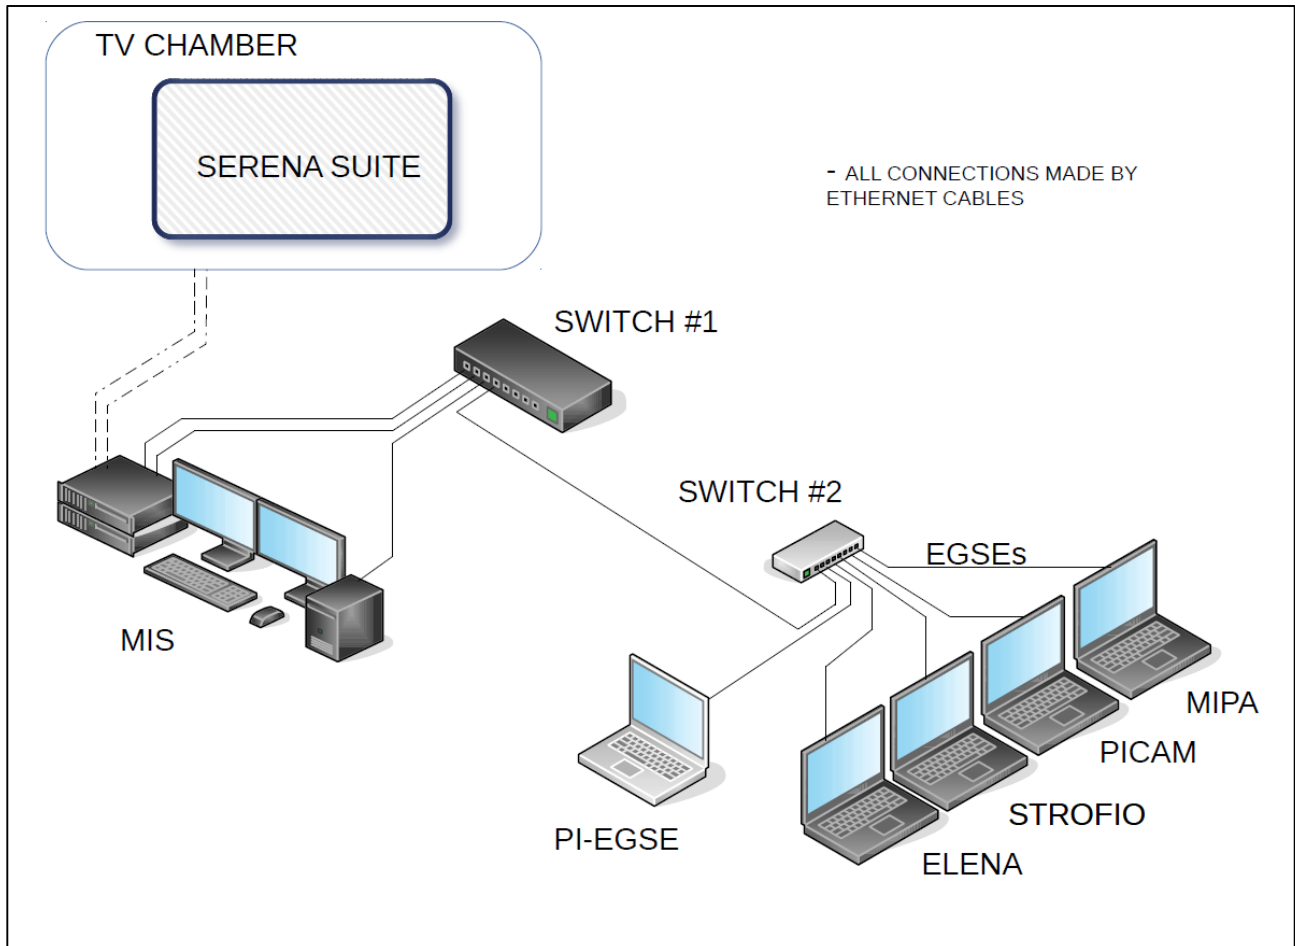 TV CHAMBER
SERENA SUITE
- ALL CONNECTIONS MADE BY
ETHERNET CABLES
SWITCH #1
SWITCH #2
EGSEs
MIS
MIPA
PICAM
STROFIO
PI-EGSE
ELENA